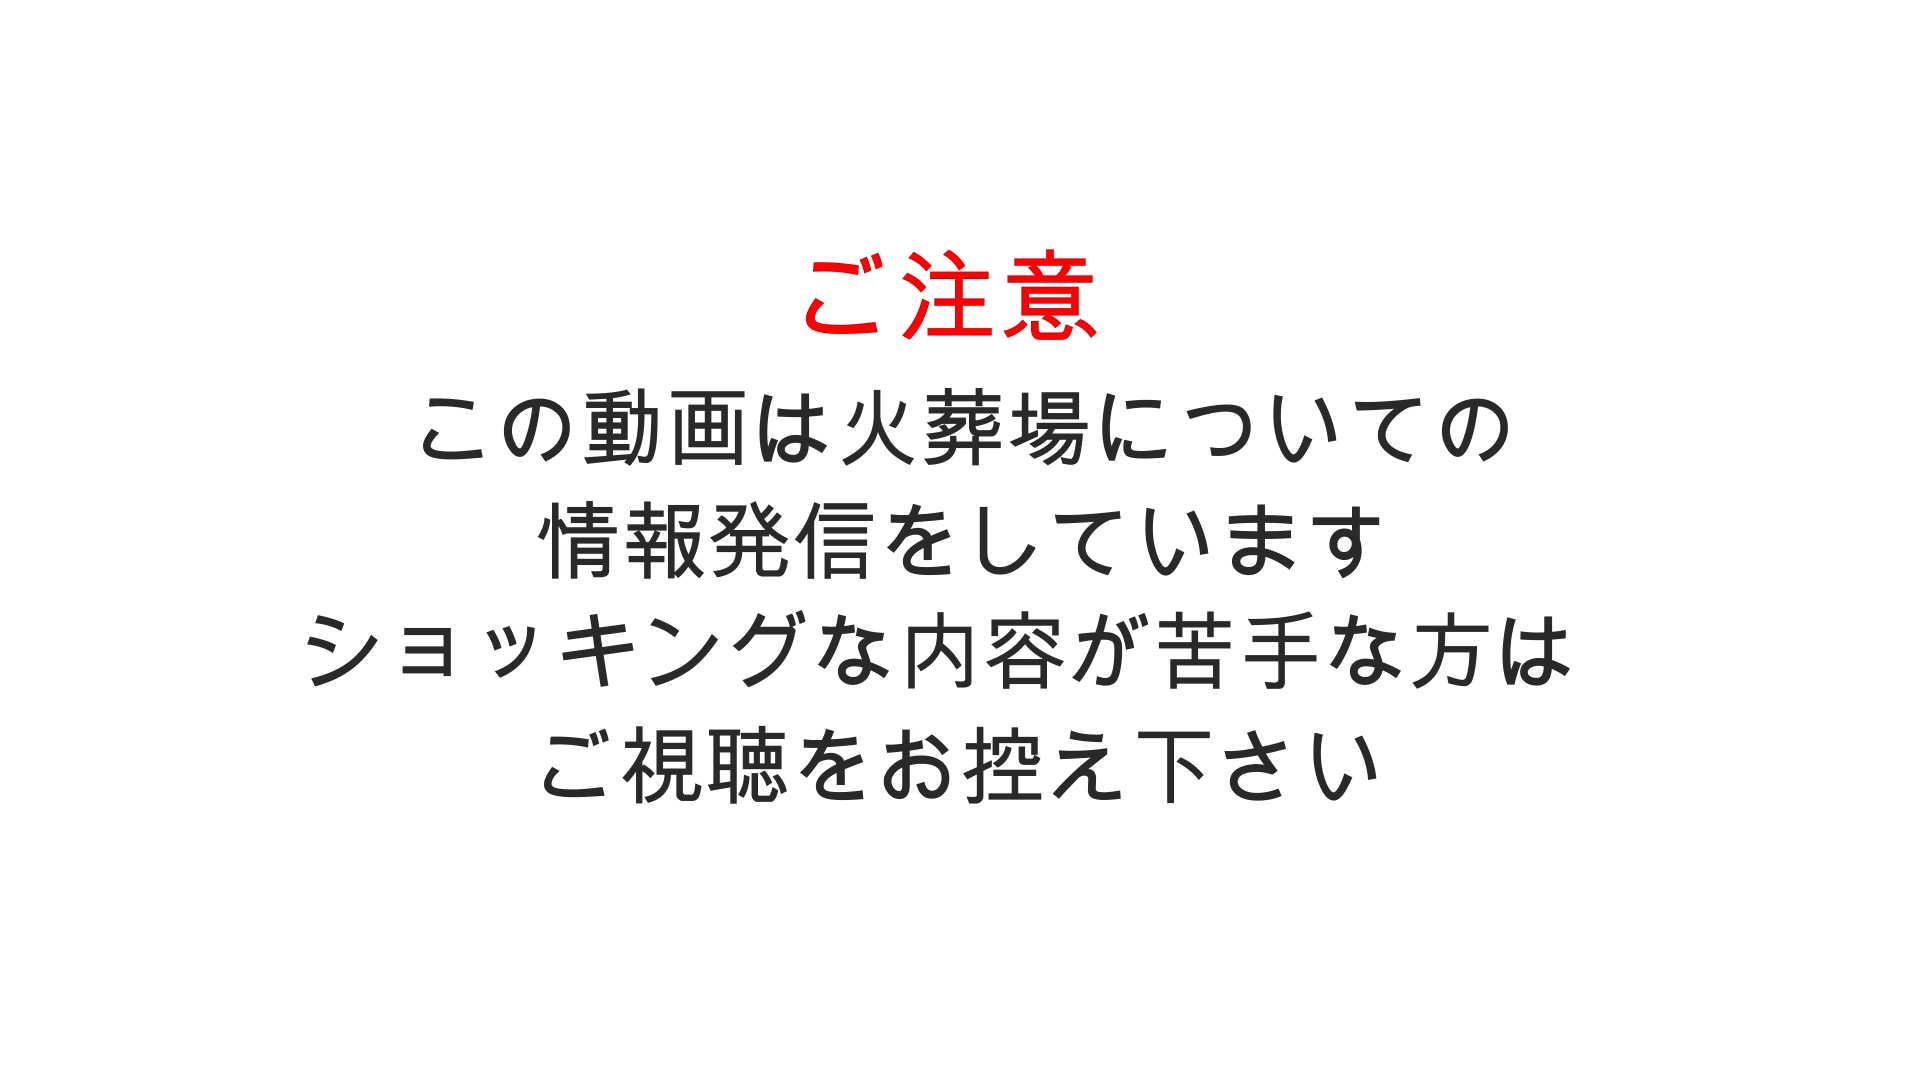 ご注意
この動画は火葬場についての
情報発信をしています
ショッキングな内容が苦手な方は
ご視聴をお控え下さい